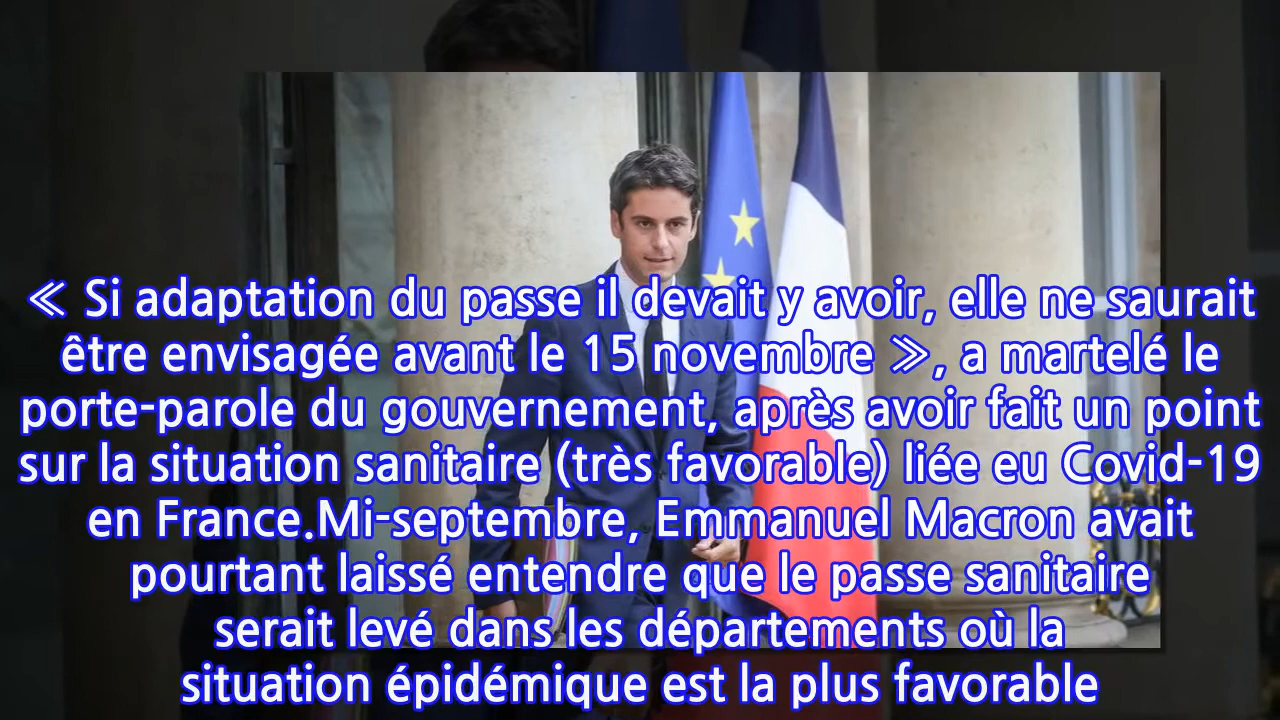 ≪ Si adaptation du passe il devait y avoir, elle ne saurait
être envisagée avant le 15 novembre ≫, a martelé le
porte-parole du gouvernement, après avoir fait un point
sur la situation sanitaire (très favorable) liée eu Covid-19
en France.Mi-septembre, Emmanuel Macron avait
pourtant laissé entendre que le passe sanitaire
serait levé dans les départements où la
situation épidémique est la plus favorable